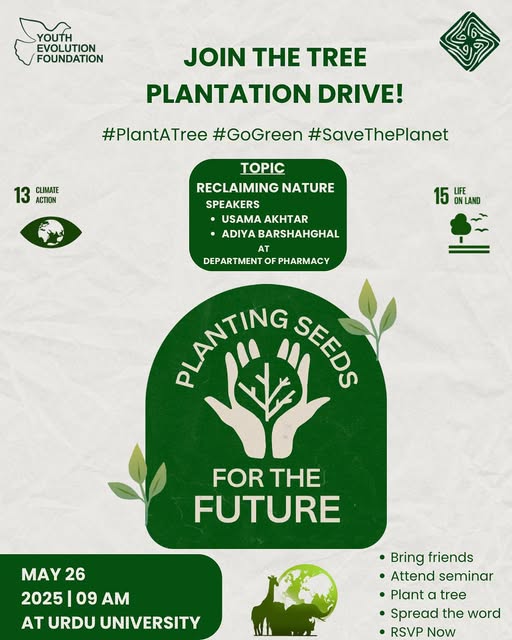 YOUTH
EVOLUTION
FOUNDATION
JOIN THE TREE
PLANTATION DRIVE!
#PlantATree #GoGreen #SaveThePlanet
13 CLIMATE
ACTION
15 LIFE
ON LAND
TOPIC
RECLAIMING NATURE
SPEAKERS
• USAMA AKHTAR
• ADIYA BARSHAHGHAL
AT
DEPARTMENT OF PHARMACY
PLANTING SEEDS
FOR THE
FUTURE
MAY 26
2025 | 09 AM
AT URDU UNIVERSITY
• Bring friends
• Attend seminar
• Plant a tree
• Spread the word
• RSVP Now